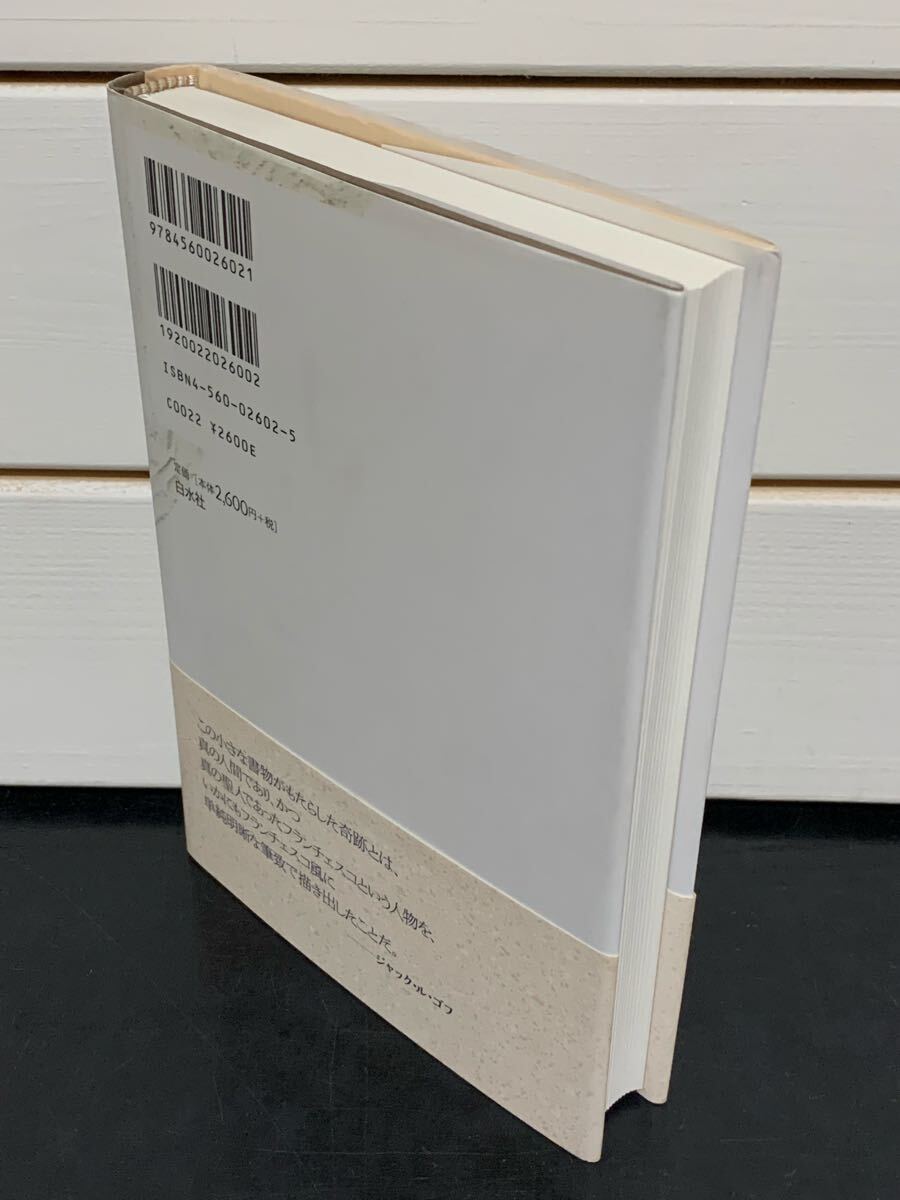 9784560026021
1920022026002
ISBN4-560-02602-5
C0022 ¥2600E
定価[本体2,600円+税]
白水社
この小さな書物がもたらした奇跡とは、
真の人間であり、かつ
真の聖人であったフランチェスコという人物を、
いかにもフランチェスコ風に
単純明晰な筆致で描き出したことだ。
——ジャック・ル・ゴフ